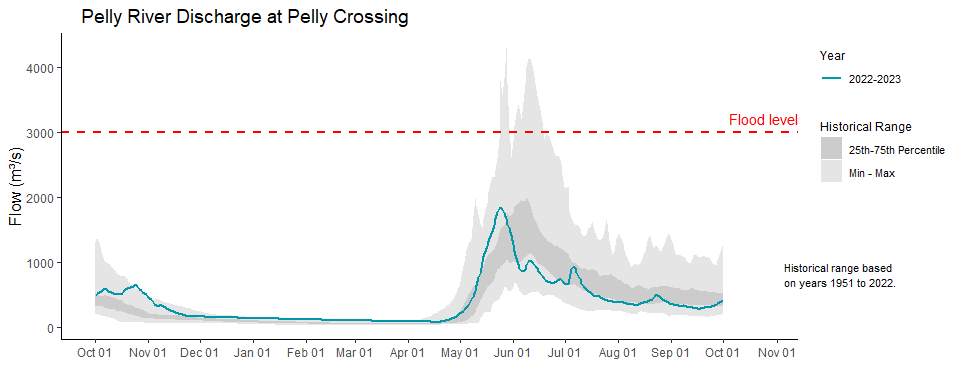 Pelly River Discharge at Pelly Crossing
Flow (m³/s)
4000
3000
2000
1000
0
Flood level
Oct 01 Nov 01 Dec 01 Jan 01 Feb 01 Mar 01 Apr 01 May 01 Jun 01 Jul 01 Aug 01 Sep 01 Oct 01 Nov 01
Year
2022-2023
Historical Range
25th-75th Percentile
Min - Max
Historical range based
on years 1951 to 2022.